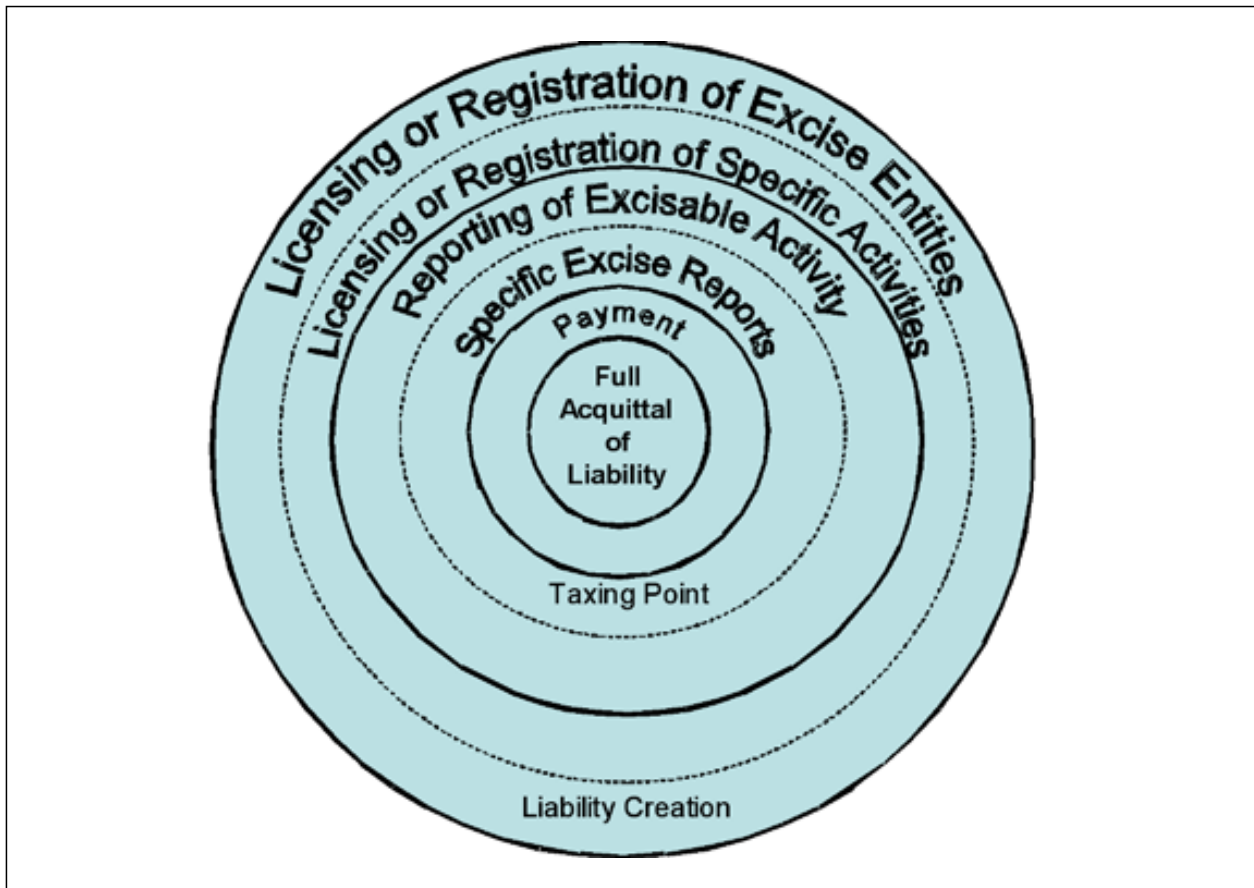 Licensing or Registration of Excise Entities
Licensing or Registration of Specific Activities
Reporting of Excisable Activity
Specific Excise Reports
Payment
Full
Acquittal
of
Liability
Taxing Point
Liability Creation